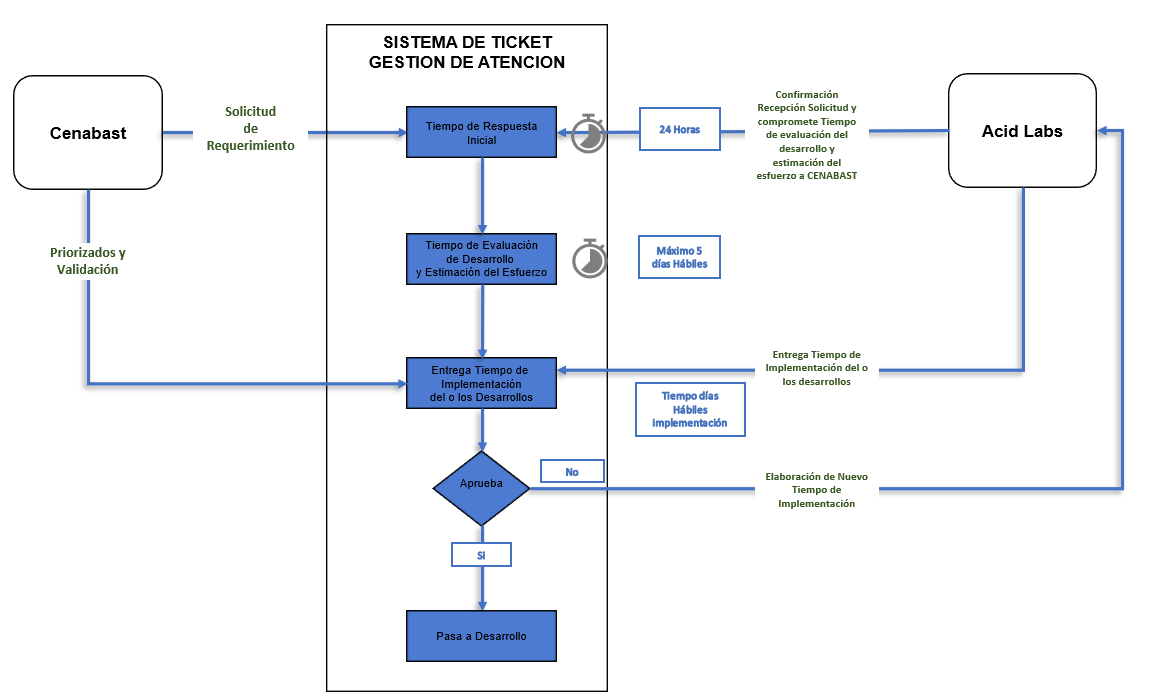 SISTEMA DE TICKET
GESTION DE ATENCION
Cenabast
Solicitud
de
Requerimiento
Tiempo de Respuesta
Inicial
24 Horas
Confirmación
Recepción Solicitud y
compromete Tiempo
de evaluación del
desarrollo y
estimación del
esfuerzo a CENABAST
Acid Labs
Priorizados y
Validación
Tiempo de Evaluación
de Desarrollo
y Estimación del Esfuerzo
Máximo 5
días Hábiles
Entrega Tiempo de
Implementación
del o los Desarrollos
Entrega Tiempo de
Implementación del o
los desarrollos
Tiempo días
Hábiles
implementación
Aprueba
No
Elaboración de Nuevo
Tiempo de
Implementación
SI
Pasa a Desarrollo